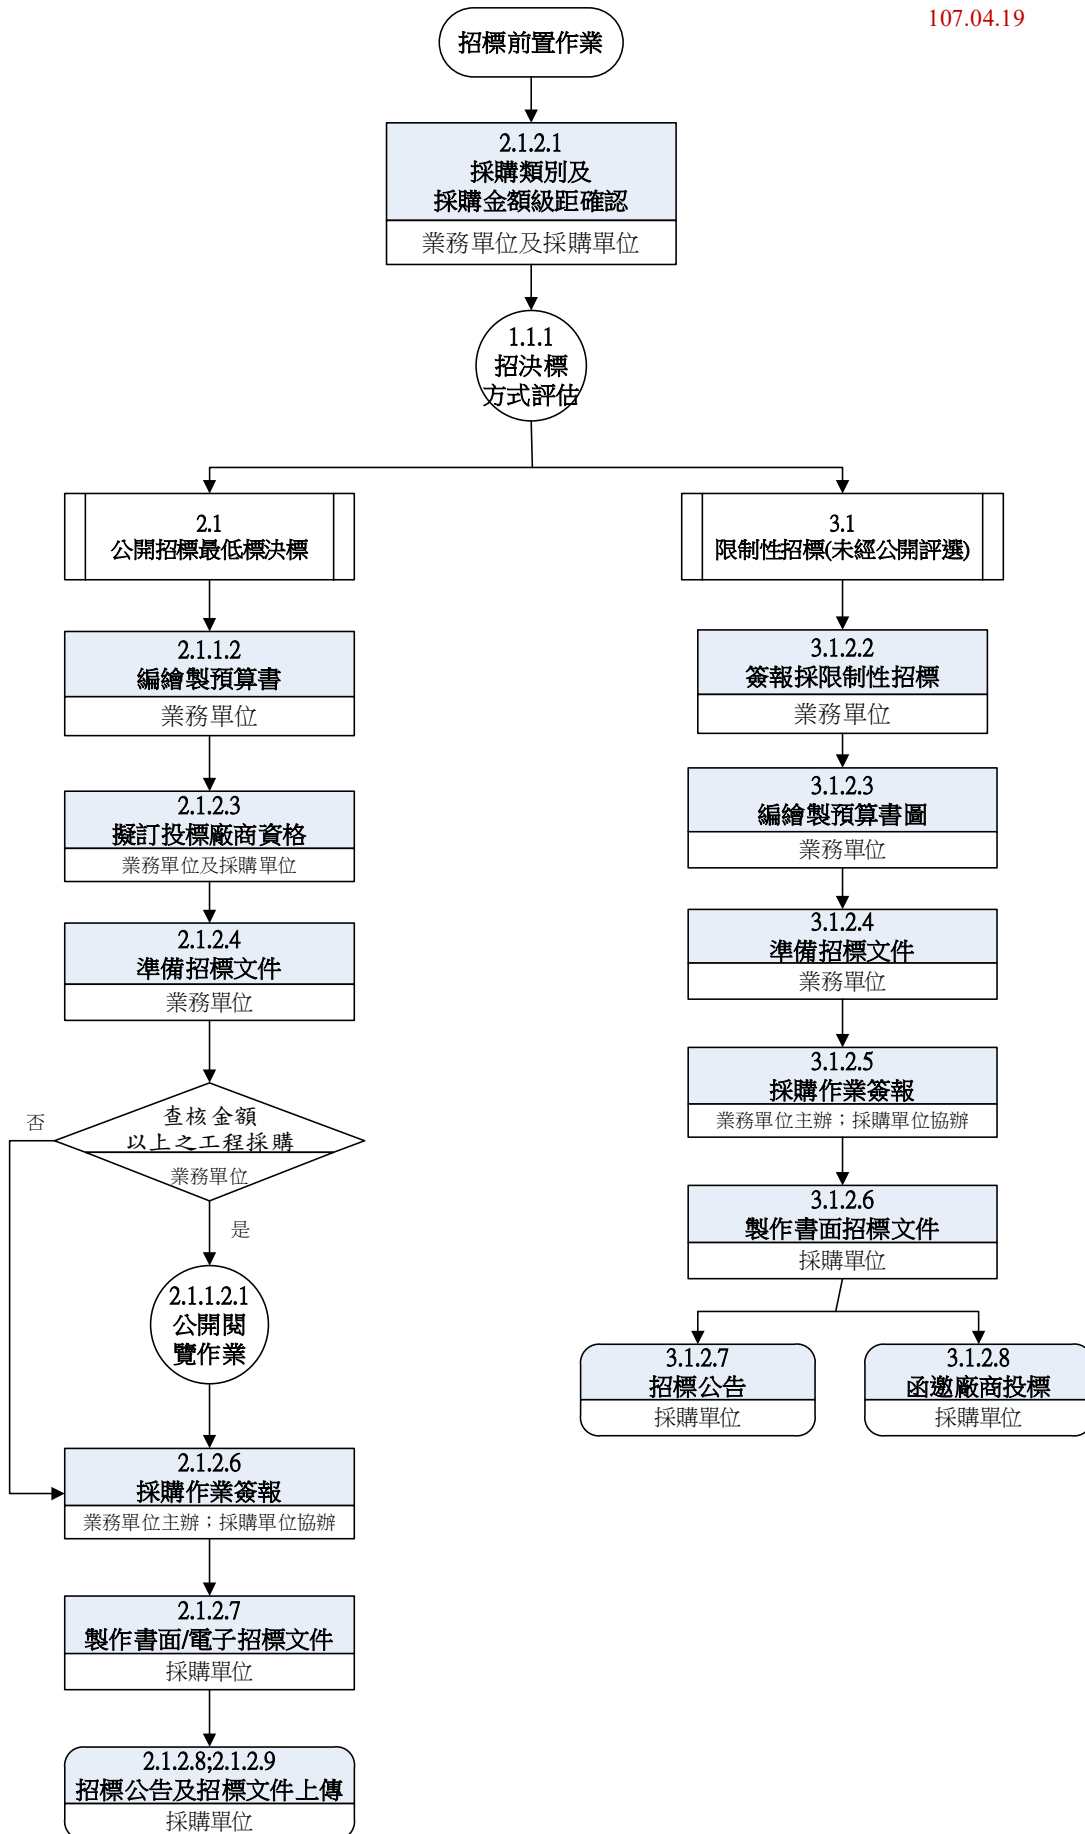 107.04.19
招標前置作業
2.1.2.1
採購類別及
採購金額級距確認
業務單位及採購單位
1.1.1
招決標
方式評估
2.1
公開招標最低標決標
2.1.1.2
編繪製預算書
業務單位
2.1.2.3
擬訂投標廠商資格
業務單位及採購單位
2.1.2.4
準備招標文件
業務單位
查核金額
以上之工程採購
業務單位
否
是
2.1.1.2.1
公開閱
覽作業
2.1.2.6
採購作業簽報
業務單位主辦；採購單位協辦
2.1.2.7
製作書面/電子招標文件
採購單位
2.1.2.8;2.1.2.9
招標公告及招標文件上傳
採購單位
3.1
限制性招標(未經公開評選)
3.1.2.2
簽報採限制性招標
業務單位
3.1.2.3
編繪製預算書圖
業務單位
3.1.2.4
準備招標文件
業務單位
3.1.2.5
採購作業簽報
業務單位主辦；採購單位協辦
3.1.2.6
製作書面招標文件
採購單位
3.1.2.7
招標公告
採購單位
3.1.2.8
函邀廠商投標
採購單位